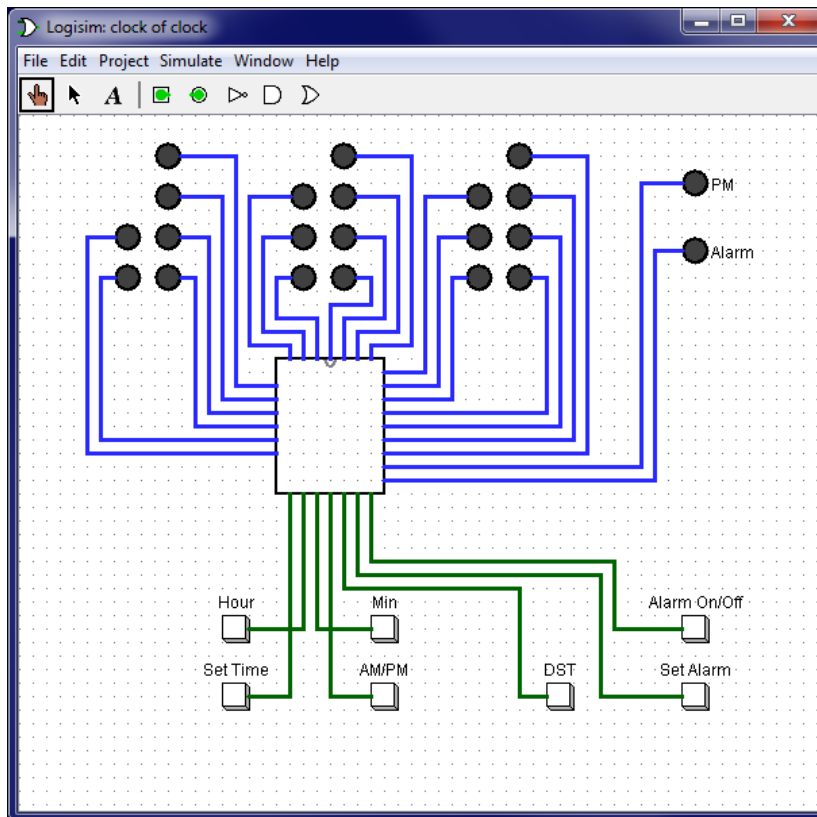 Logisim: clock of clock
File Edit Project Simulate Window Help
A
PM
Alarm
Hour Min Alarm On/Off
Set Time AM/PM DST Set Alarm